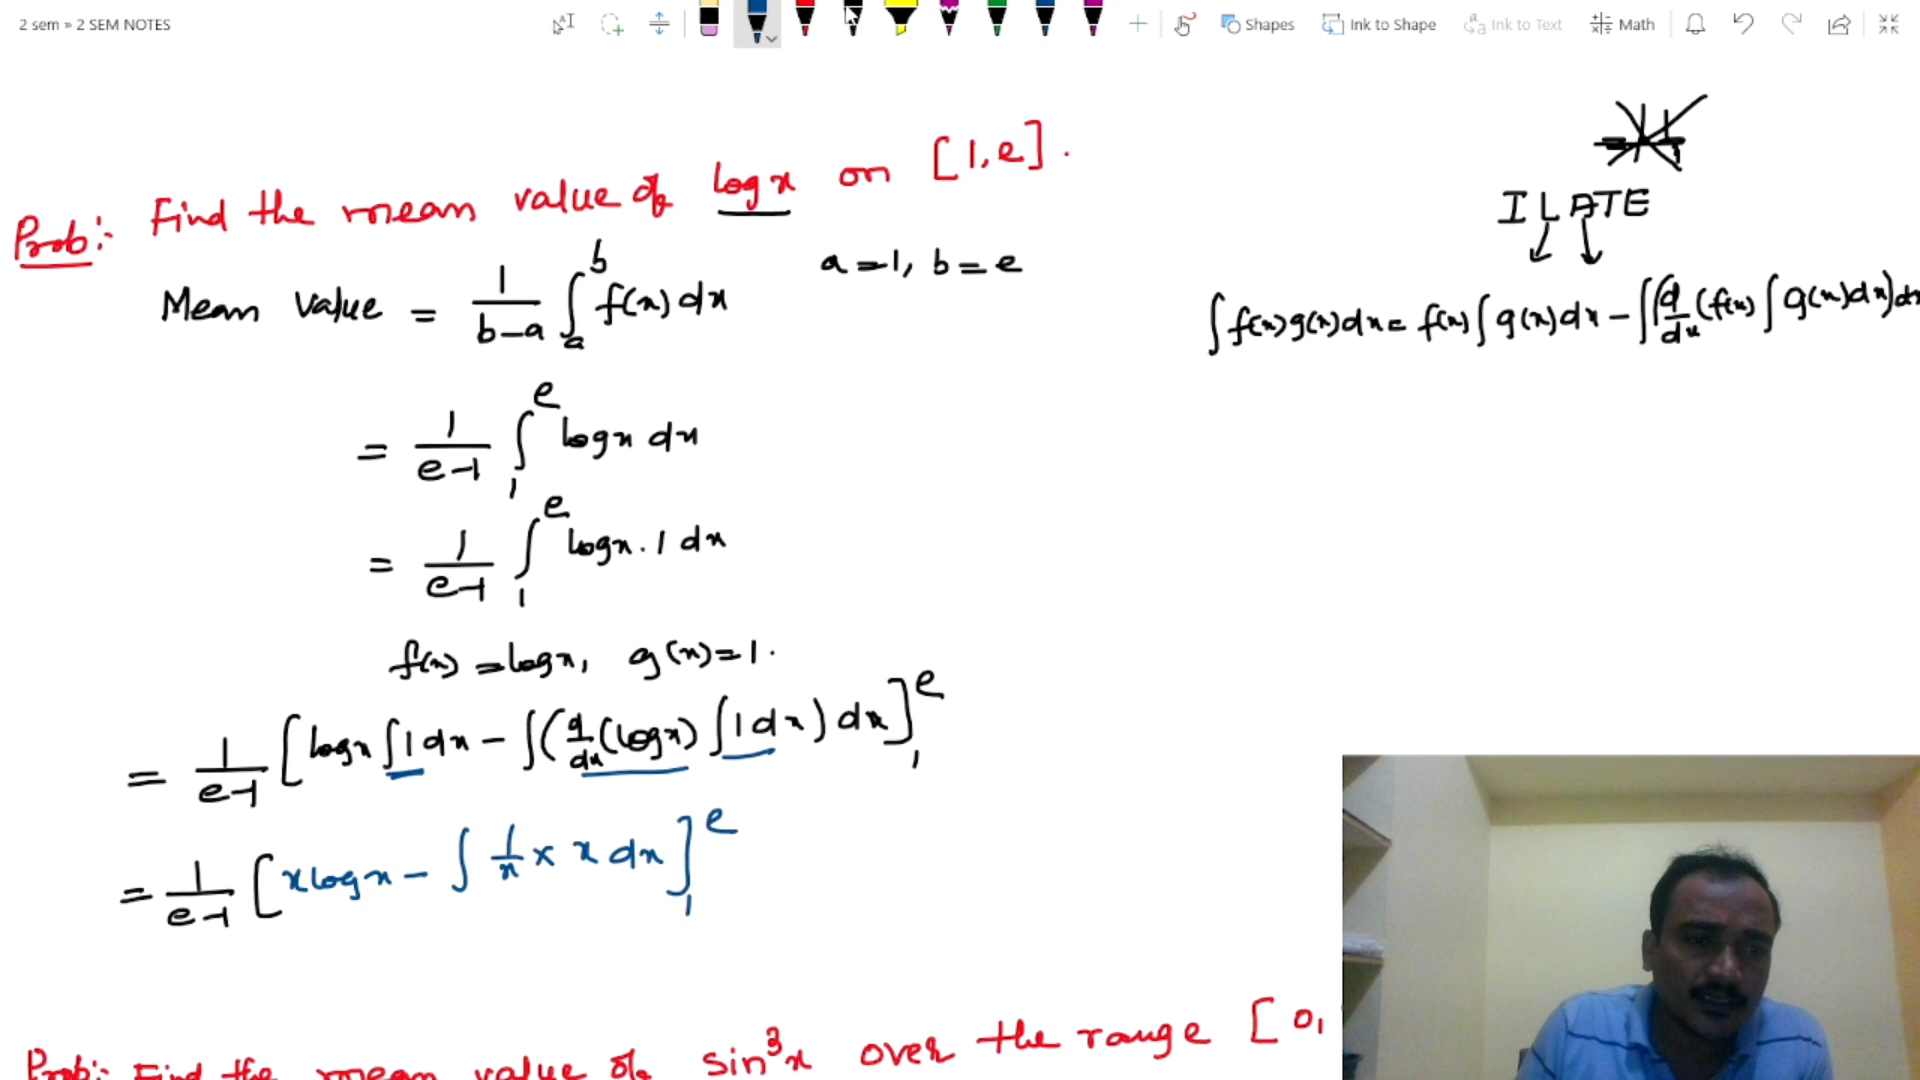 2 sem » 2 SEM NOTES
Shapes Ink to Shape Ink to Text Math
Prob:- Find the mean value of log x on [1,e].
Mean Value = 1/(b-a) ∫_a^b f(x) dx a=1, b=e
= 1/(e-1) ∫_1^e log x dx
= 1/(e-1) ∫_1^e log x . 1 dx
f(x) = log x, g(x)=1.
= 1/(e-1) [log x ∫1 dx - ∫(d/dx (log x) ∫1 dx) dx]_1^e
= 1/(e-1) [x log x - ∫ 1/x × x dx]_1^e
ILATE
∫f(x)g(x)dx = f(x)∫g(x)dx - ∫(d/dx (f(x) ∫g(x)dx) dx
Prob:- Find the mean value of sin³x over the range [0,